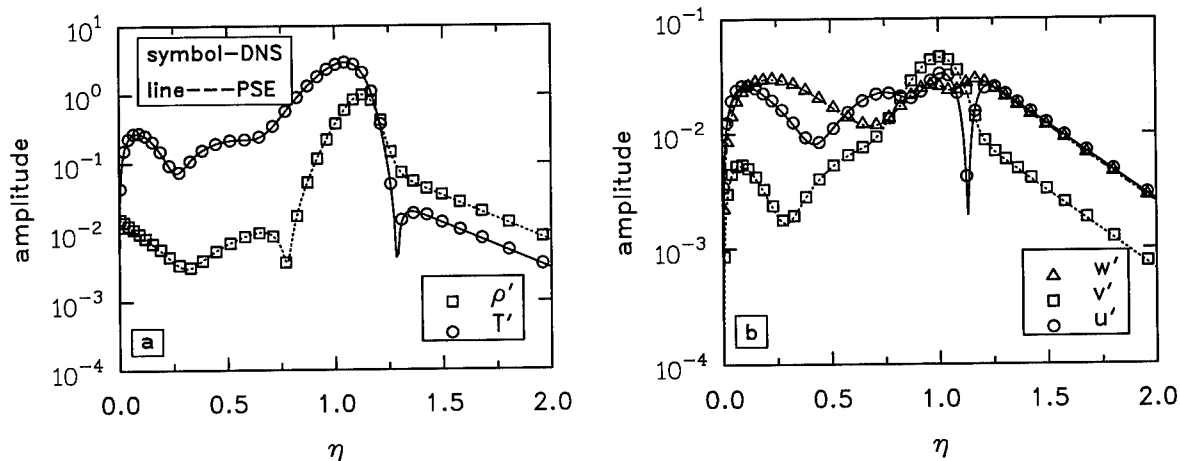 amplitude
10^1
10^0
10^-1
10^-2
10^-3
10^-4
symbol-DNS
line---PSE
ρ'
T'
a
0.0 0.5 1.0 1.5 2.0
η
amplitude
10^-1
10^-2
10^-3
10^-4
w'
v'
u'
b
0.0 0.5 1.0 1.5 2.0
η